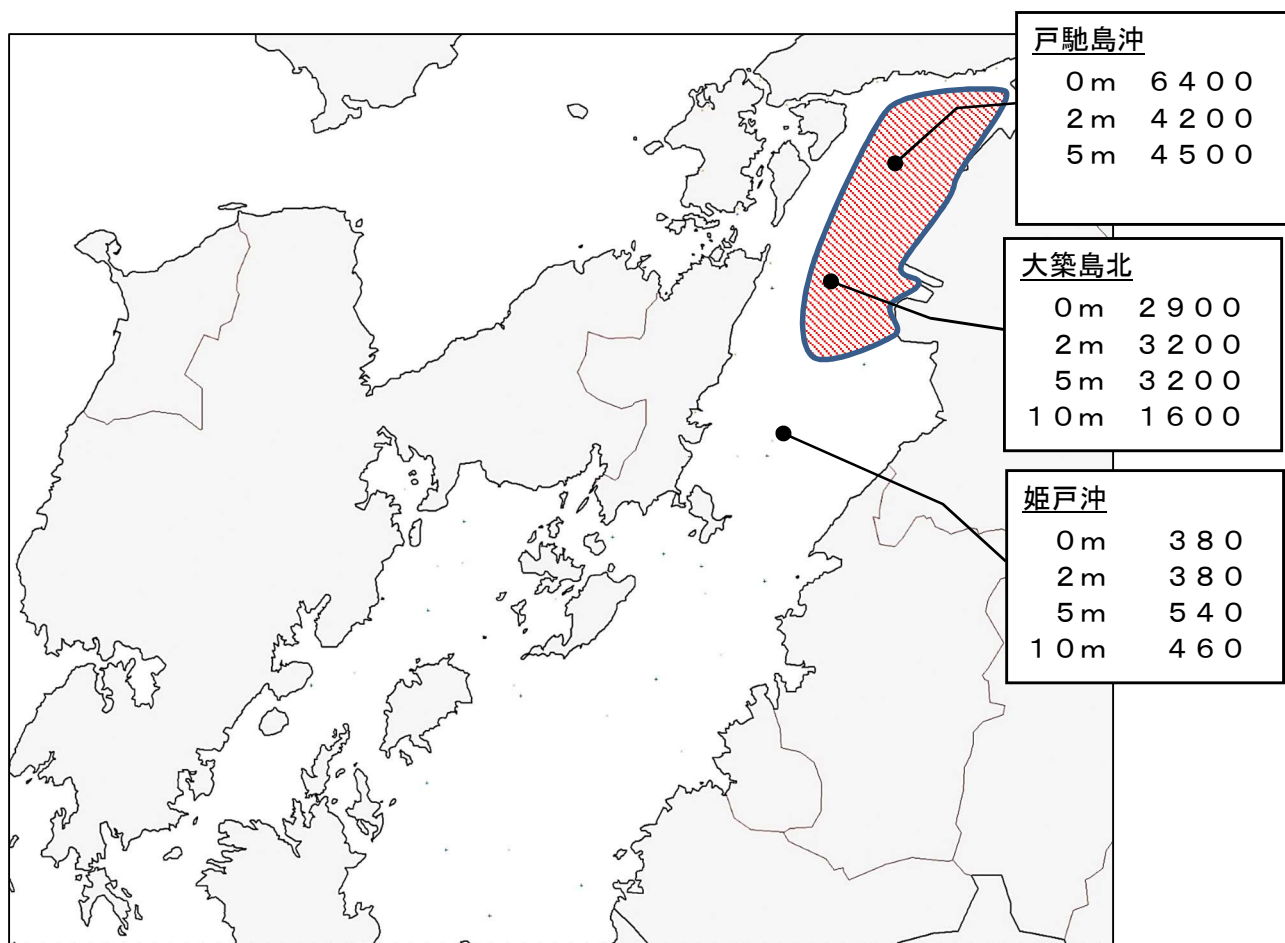 戸馳島沖
０ｍ　６４００
２ｍ　４２００
５ｍ　４５００
大築島北
０ｍ　２９００
２ｍ　３２００
５ｍ　３２００
１０ｍ　１６００
姫戸沖
０ｍ　３８０
２ｍ　３８０
５ｍ　５４０
１０ｍ　４６０